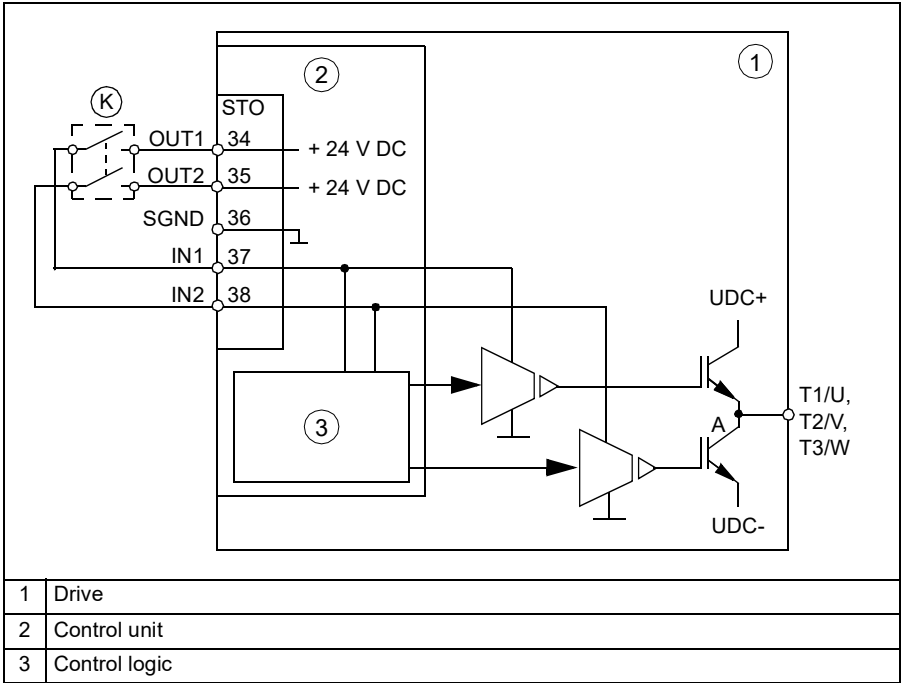 1
2
K
STO
OUT1 34 + 24 V DC
OUT2 35 + 24 V DC
SGND 36
IN1 37
IN2 38
UDC+
3
A
T1/U,
T2/V,
T3/W
UDC-
1 Drive
2 Control unit
3 Control logic